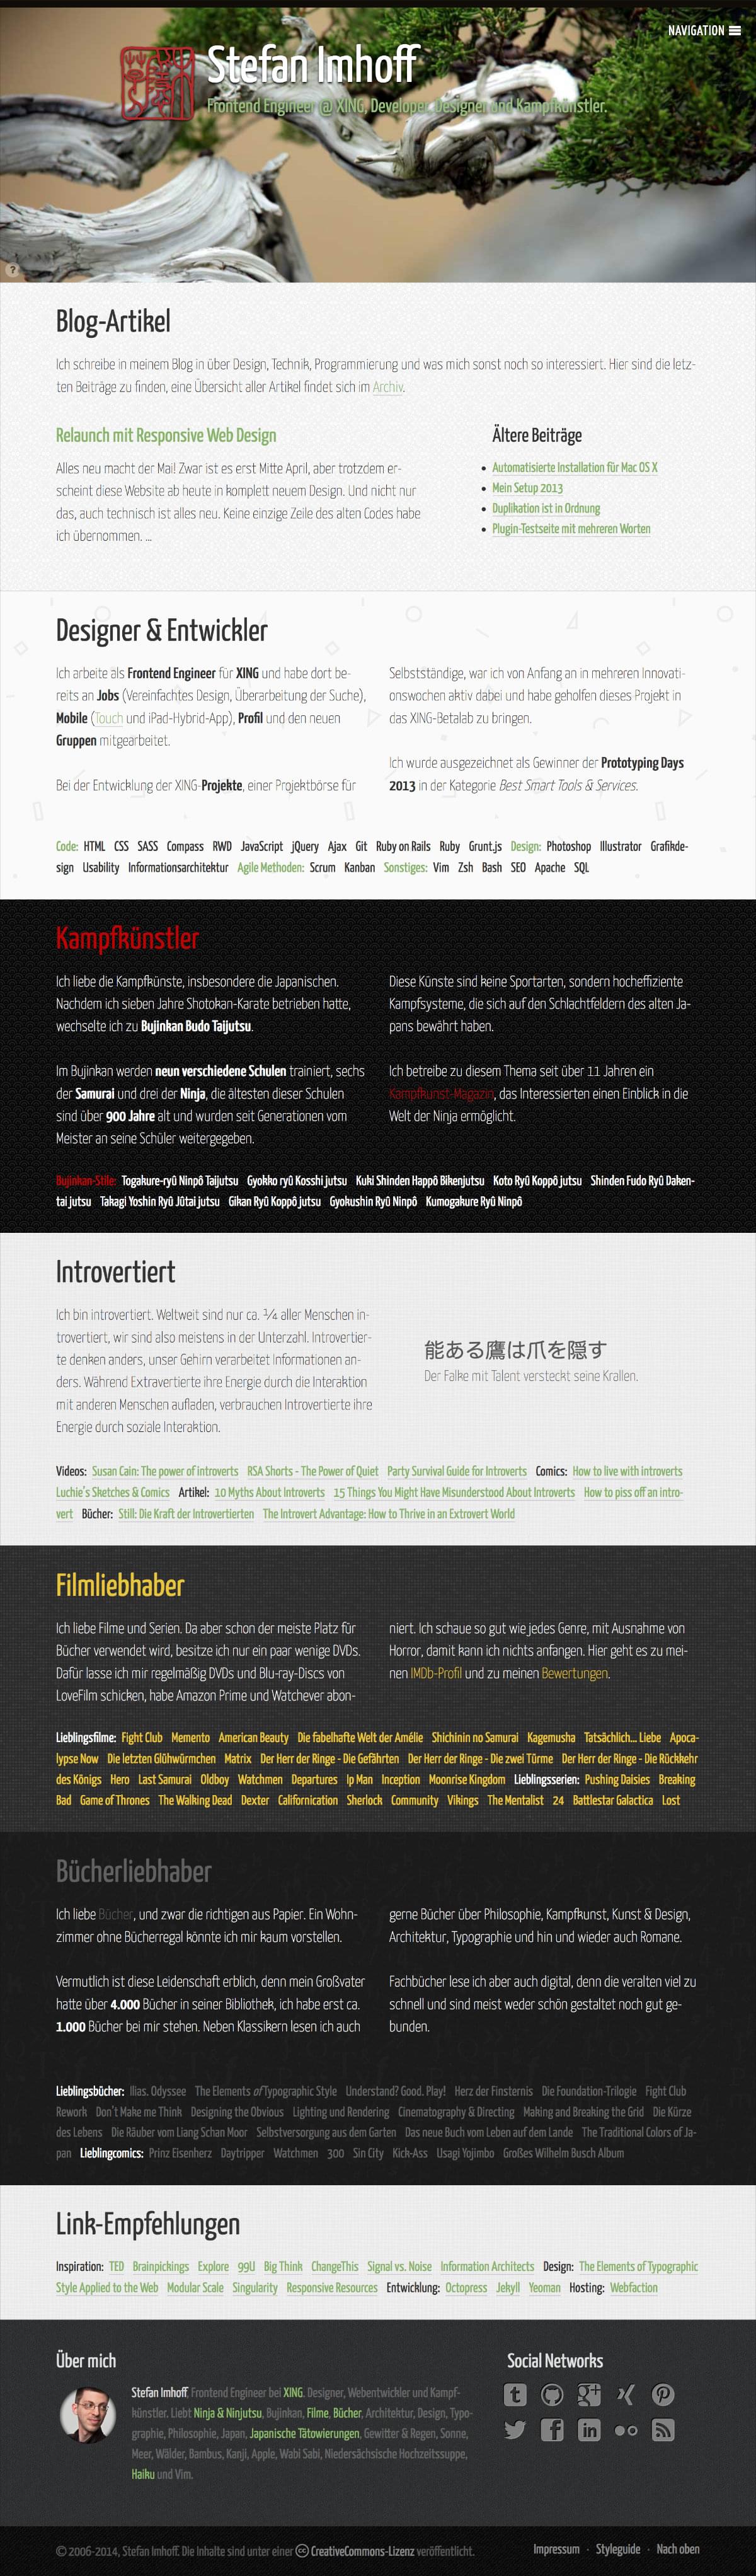 NAVIGATION
Stefan Imhoff
Frontend Engineer @ XING, Developer, Designer und Kampfkünstler.
?
Blog-Artikel
Ich schreibe in meinem Blog in über Design, Technik, Programmierung und was mich sonst noch so interessiert. Hier sind die letz-
ten Beiträge zu finden, eine Übersicht aller Artikel findet sich im Archiv.
Relaunch mit Responsive Web Design
Alles neu macht der Mai! Zwar ist es erst Mitte April, aber trotzdem er-
scheint diese Website ab heute in komplett neuem Design. Und nicht nur
das, auch technisch ist alles neu. Keine einzige Zeile des alten Codes habe
ich übernommen. ...
Ältere Beiträge
Automatisierte Installation für Mac OS X
Mein Setup 2013
Duplikation ist in Ordnung
Plugin-Testseite mit mehreren Worten
Designer & Entwickler
Ich arbeite als Frontend Engineer für XING und habe dort be-
reits an Jobs (Vereinfachtes Design, Überarbeitung der Suche),
Mobile (Touch und iPad-Hybrid-App), Profil und den neuen
Gruppen mitgearbeitet.
Bei der Entwicklung der XING-Projekte, einer Projektbörse für
Selbstständige, war ich von Anfang an in mehreren Innovati-
onswochen aktiv dabei und habe geholfen dieses Projekt in
das XING-Betalab zu bringen.
Ich wurde ausgezeichnet als Gewinner der Prototyping Days
2013 in der Kategorie Best Smart Tools & Services.
Code: HTML CSS SASS Compass RWD JavaScript jQuery Ajax Git Ruby on Rails Ruby Grunt.js Design: Photoshop Illustrator Grafikde-
sign Usability Informationsarchitektur Agile Methoden: Scrum Kanban Sonstiges: Vim Zsh Bash SEO Apache SQL
Kampfkünstler
Ich liebe die Kampfkünste, insbesondere die Japanischen.
Nachdem ich sieben Jahre Shotokan-Karate betrieben hatte,
wechselte ich zu Bujinkan Budo Taijutsu.
Im Bujinkan werden neun verschiedene Schulen trainiert, sechs
der Samurai und drei der Ninja, die ältesten dieser Schulen
sind über 900 Jahre alt und wurden seit Generationen vom
Meister an seine Schüler weitergegeben.
Diese Künste sind keine Sportarten, sondern hocheffiziente
Kampfsysteme, die sich auf den Schlachtfeldern des alten Ja-
pans bewährt haben.
Ich betreibe zu diesem Thema seit über 11 Jahren ein
Kampfkunst-Magazin, das Interessierten einen Einblick in die
Welt der Ninja ermöglicht.
Bujinkan-Stile: Togakure-ryû Ninpô Taijutsu Gyokko ryû Kosshi jutsu Kuki Shinden Happô Bikenjutsu Koto Ryû Koppô jutsu Shinden Fudo Ryû Daken-
tai jutsu Takagi Yoshin Ryû Jûtai jutsu Gikan Ryû Koppô jutsu Gyokushin Ryû Ninpô Kumogakure Ryû Ninpô
Introvertiert
Ich bin introvertiert. Weltweit sind nur ca. ¼ aller Menschen in-
trovertiert, wir sind also meistens in der Unterzahl. Introvertier-
te denken anders, unser Gehirn verarbeitet Informationen an-
ders. Während Extravertierte ihre Energie durch die Interaktion
mit anderen Menschen aufladen, verbrauchen Introvertierte ihre
Energie durch soziale Interaktion.
能ある鷹は爪を隠す
Der Falke mit Talent versteckt seine Krallen.
Videos: Susan Cain: The power of introverts RSA Shorts - The Power of Quiet Party Survival Guide for Introverts Comics: How to live with introverts
Luchie's Sketches & Comics Artikel: 10 Myths About Introverts 15 Things You Might Have Misunderstood About Introverts How to piss off an intro-
vert Bücher: Still: Die Kraft der Introvertierten The Introvert Advantage: How to Thrive in an Extrovert World
Filmliebhaber
Ich liebe Filme und Serien. Da aber schon der meiste Platz für
Bücher verwendet wird, besitze ich nur ein paar wenige DVDs.
Dafür lasse ich mir regelmäßig DVDs und Blu-ray-Discs von
LoveFilm schicken, habe Amazon Prime und Watchever abon-
niert. Ich schaue so gut wie jedes Genre, mit Ausnahme von
Horror, damit kann ich nichts anfangen. Hier geht es zu mei-
nen IMDb-Profil und zu meinen Bewertungen.
Lieblingsfilme: Fight Club Memento American Beauty Die fabelhafte Welt der Amélie Shichinin no Samurai Kagemusha Tatsächlich... Liebe Apoca-
lypse Now Die letzten Glühwürmchen Matrix Der Herr der Ringe - Die Gefährten Der Herr der Ringe - Die zwei Türme Der Herr der Ringe - Die Rückkehr
des Königs Hero Last Samurai Oldboy Watchmen Departures Ip Man Inception Moonrise Kingdom Lieblingsserien: Pushing Daisies Breaking
Bad Game of Thrones The Walking Dead Dexter Californication Sherlock Community Vikings The Mentalist 24 Battlestar Galactica Lost
Bücherliebhaber
Ich liebe Bücher, und zwar die richtigen aus Papier. Ein Wohn-
zimmer ohne Bücherregal könnte ich mir kaum vorstellen.
Vermutlich ist diese Leidenschaft erblich, denn mein Großvater
hatte über 4.000 Bücher in seiner Bibliothek, ich habe erst ca.
1.000 Bücher bei mir stehen. Neben Klassikern lesen ich auch
gerne Bücher über Philosophie, Kampfkunst, Kunst & Design,
Architektur, Typographie und hin und wieder auch Romane.
Fachbücher lese ich aber auch digital, denn die veralten viel zu
schnell und sind meist weder schön gestaltet noch gut ge-
bunden.
Lieblingsbücher: Ilias. Odyssee The Elements of Typographic Style Understand? Good. Play! Herz der Finsternis Die Foundation-Trilogie Fight Club
Rework Don't Make me Think Designing the Obvious Lighting und Rendering Cinematography & Directing Making and Breaking the Grid Die Kürze
des Lebens Die Räuber vom Liang Schan Moor Selbstversorgung aus dem Garten Das neue Buch vom Leben auf dem Lande The Traditional Colors of Ja-
pan Lieblingcomics: Prinz Eisenherz Daytripper Watchmen 300 Sin City Kick-Ass Usagi Yojimbo Großes Wilhelm Busch Album
Link-Empfehlungen
Inspiration: TED Brainpickings Explore 99U Big Think ChangeThis Signal vs. Noise Information Architects Design: The Elements of Typographic
Style Applied to the Web Modular Scale Singularity Responsive Resources Entwicklung: Octopress Jekyll Yeoman Hosting: Webfaction
Über mich
Stefan Imhoff. Frontend Engineer bei XING. Designer, Webentwickler und Kampf-
künstler. Liebt Ninja & Ninjutsu, Bujinkan, Filme, Bücher, Architektur, Design, Typo-
graphie, Philosophie, Japan, Japanische Tätowierungen, Gewitter & Regen, Sonne,
Meer, Wälder, Bambus, Kanji, Apple, Wabi Sabi, Niedersächsische Hochzeitssuppe,
Haiku und Vim.
Social Networks
© 2006-2014, Stefan Imhoff. Die Inhalte sind unter einer CreativeCommons-Lizenz veröffentlicht.
Impressum · Styleguide · Nach oben